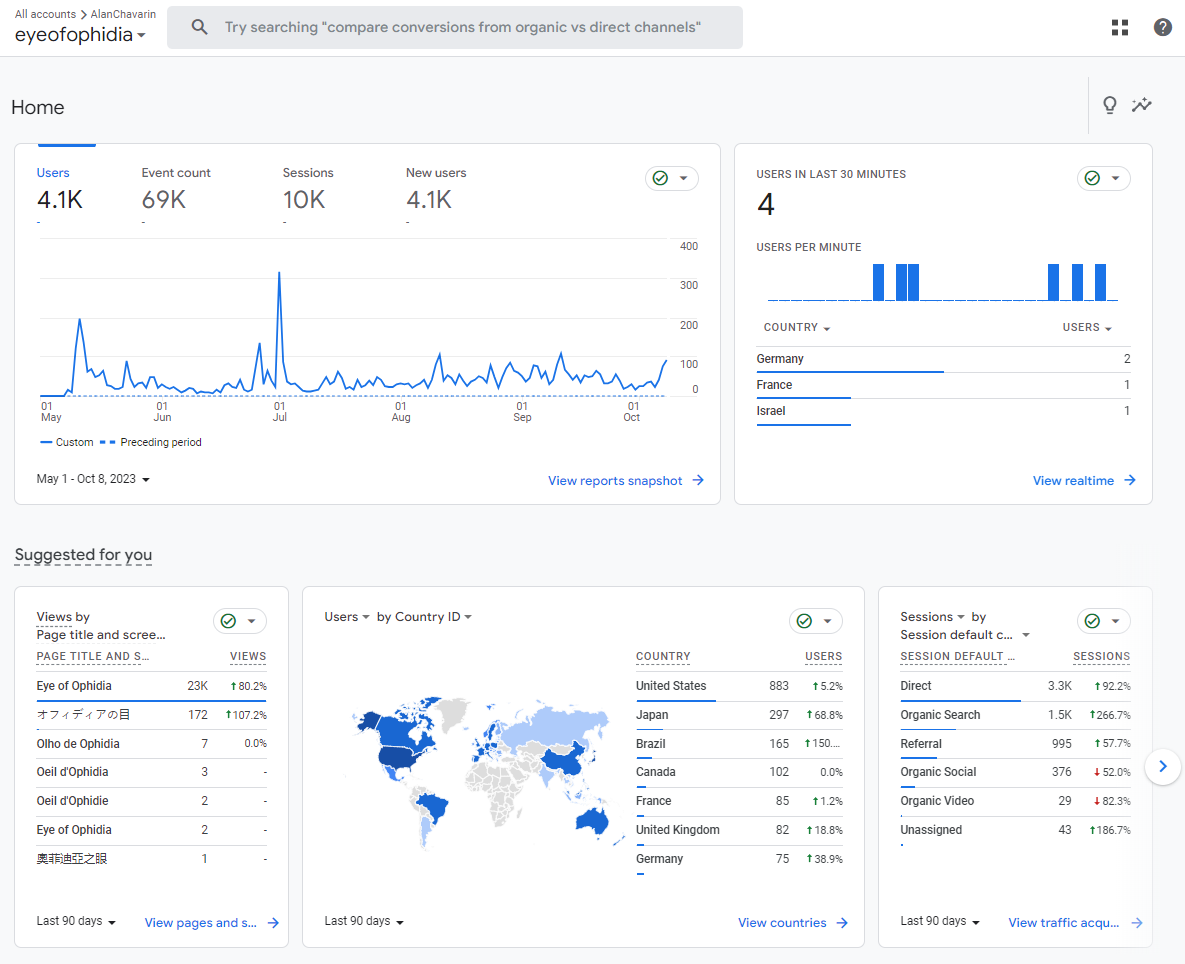 All accounts > AlanChavarin
eyeofophidia
Try searching "compare conversions from organic vs direct channels"
Home
Users Event count Sessions New users
4.1K 69K 10K 4.1K
- - - -
400
300
200
100
0
01 01 01 01 01 01
May Jun Jul Aug Sep Oct
Custom Preceding period
May 1 - Oct 8, 2023
View reports snapshot
USERS IN LAST 30 MINUTES
4
USERS PER MINUTE
COUNTRY USERS
Germany 2
France 1
Israel 1
View realtime
Suggested for you
Views by
Page title and scree...
PAGE TITLE AND S... VIEWS
Eye of Ophidia 23K ↑80.2%
オフィディアの目 172 ↑107.2%
Olho de Ophidia 7 0.0%
Oeil d'Ophidia 3 -
Oeil d'Ophidie 2 -
Eye of Ophidia 2 -
奧菲迪亞之眼 1 -
Last 90 days View pages and s...
Users by Country ID
COUNTRY USERS
United States 883 ↑5.2%
Japan 297 ↑68.8%
Brazil 165 ↑150....
Canada 102 0.0%
France 85 ↑1.2%
United Kingdom 82 ↑18.8%
Germany 75 ↑38.9%
Last 90 days View countries
Sessions by
Session default c...
SESSION DEFAULT ... SESSIONS
Direct 3.3K ↑92.2%
Organic Search 1.5K ↑266.7%
Referral 995 ↑57.7%
Organic Social 376 ↓52.0%
Organic Video 29 ↓82.3%
Unassigned 43 ↑186.7%
Last 90 days View traffic acqu...